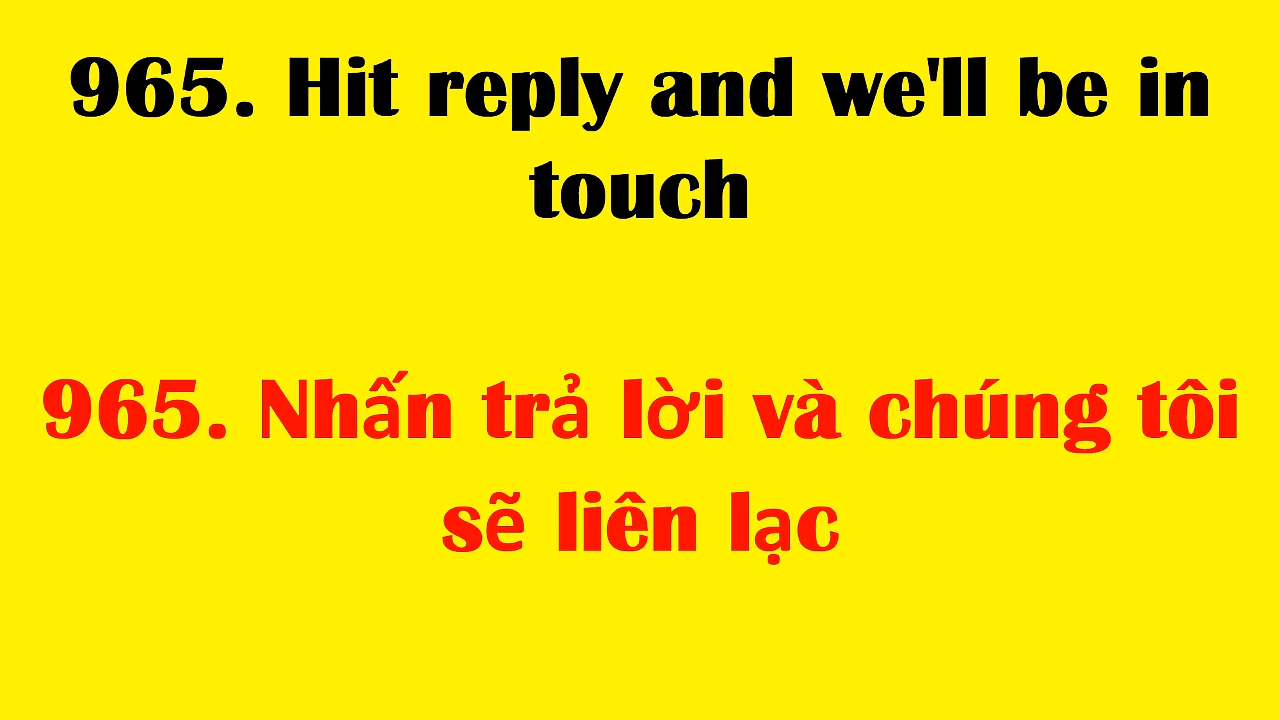 965. Hit reply and we'll be in
touch
965. Nhấn trả lời và chúng tôi
sẽ liên lạc